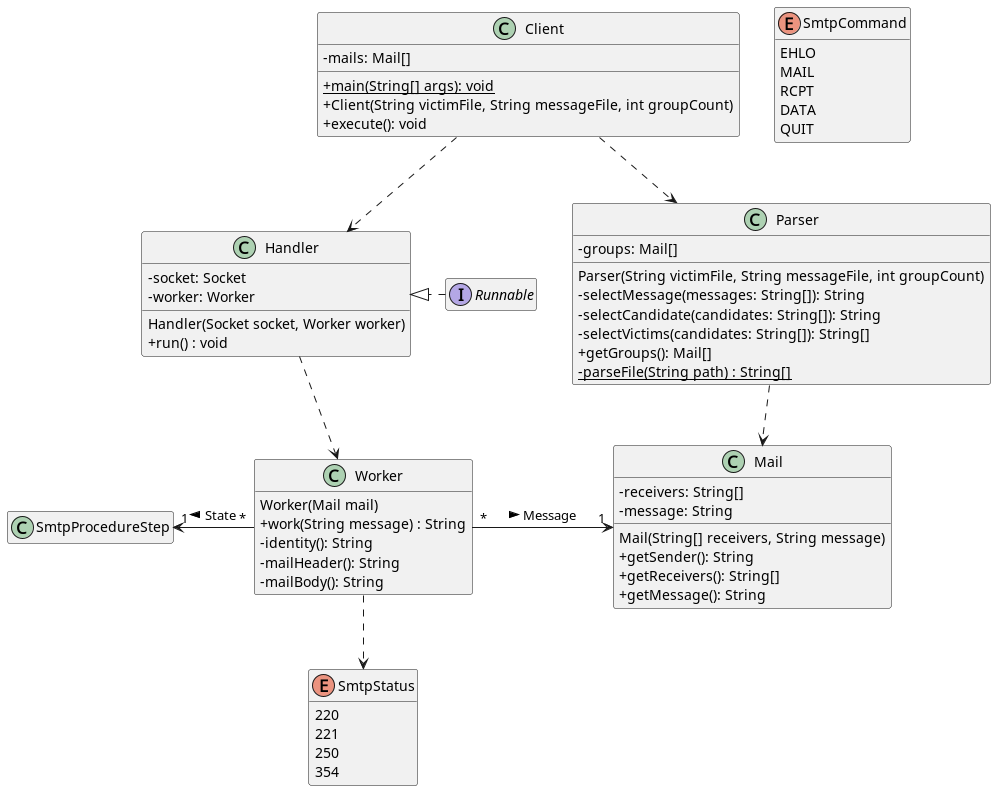 C Client
-mails: Mail[]
+main(String[] args): void
+Client(String victimFile, String messageFile, int groupCount)
+execute(): void
E SmtpCommand
EHLO
MAIL
RCPT
DATA
QUIT
C Handler
-socket: Socket
-worker: Worker
Handler(Socket socket, Worker worker)
+run() : void
I Runnable
C Parser
-groups: Mail[]
Parser(String victimFile, String messageFile, int groupCount)
-selectMessage(messages: String[]): String
-selectCandidate(candidates: String[]): String
-selectVictims(candidates: String[]): String[]
+getGroups(): Mail[]
-parseFile(String path) : String[]
C SmtpProcedureStep
1 State *
C Worker
Worker(Mail mail)
+work(String message) : String
-identity(): String
-mailHeader(): String
-mailBody(): String
* Message 1
C Mail
-receivers: String[]
-message: String
Mail(String[] receivers, String message)
+getSender(): String
+getReceivers(): String[]
+getMessage(): String
E SmtpStatus
220
221
250
354